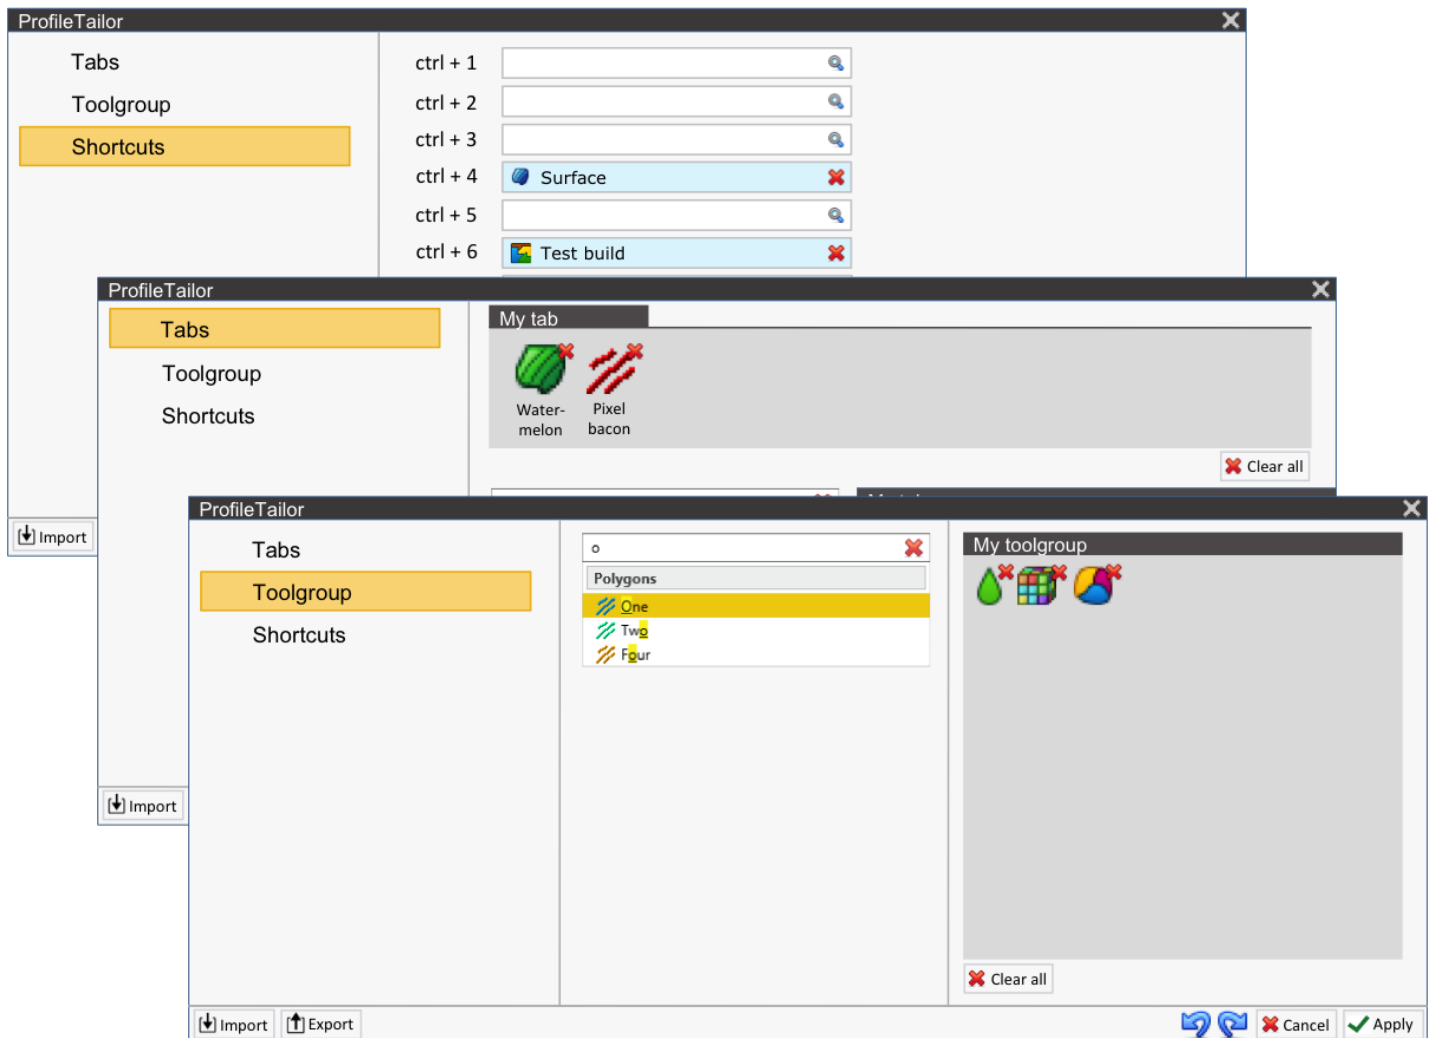 ProfileTailor
Tabs
Toolgroup
Shortcuts
ctrl + 1
ctrl + 2
ctrl + 3
ctrl + 4 Surface
ctrl + 5
ctrl + 6 Test build
Import
ProfileTailor
Tabs
Toolgroup
Shortcuts
My tab
Water-
melon
Pixel
bacon
Clear all
Import
ProfileTailor
Tabs
Toolgroup
Shortcuts
o
Polygons
One
Two
Four
My toolgroup
Clear all
Import Export Cancel Apply